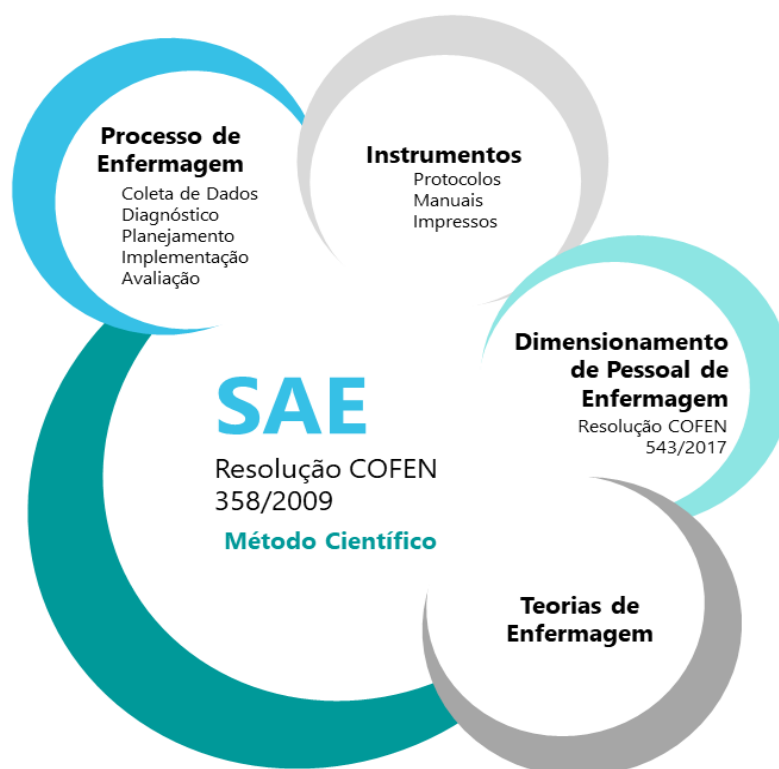 Processo de
Enfermagem
Coleta de Dados
Diagnóstico
Planejamento
Implementação
Avaliação
Instrumentos
Protocolos
Manuais
Impressos
Dimensionamento
de Pessoal de
Enfermagem
Resolução COFEN
543/2017
SAE
Resolução COFEN
358/2009
Método Científico
Teorias de
Enfermagem